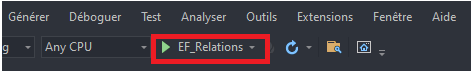 Générer Déboguer Test Analyser Outils Extensions Fenêtre Aide
g Any CPU EF_Relations